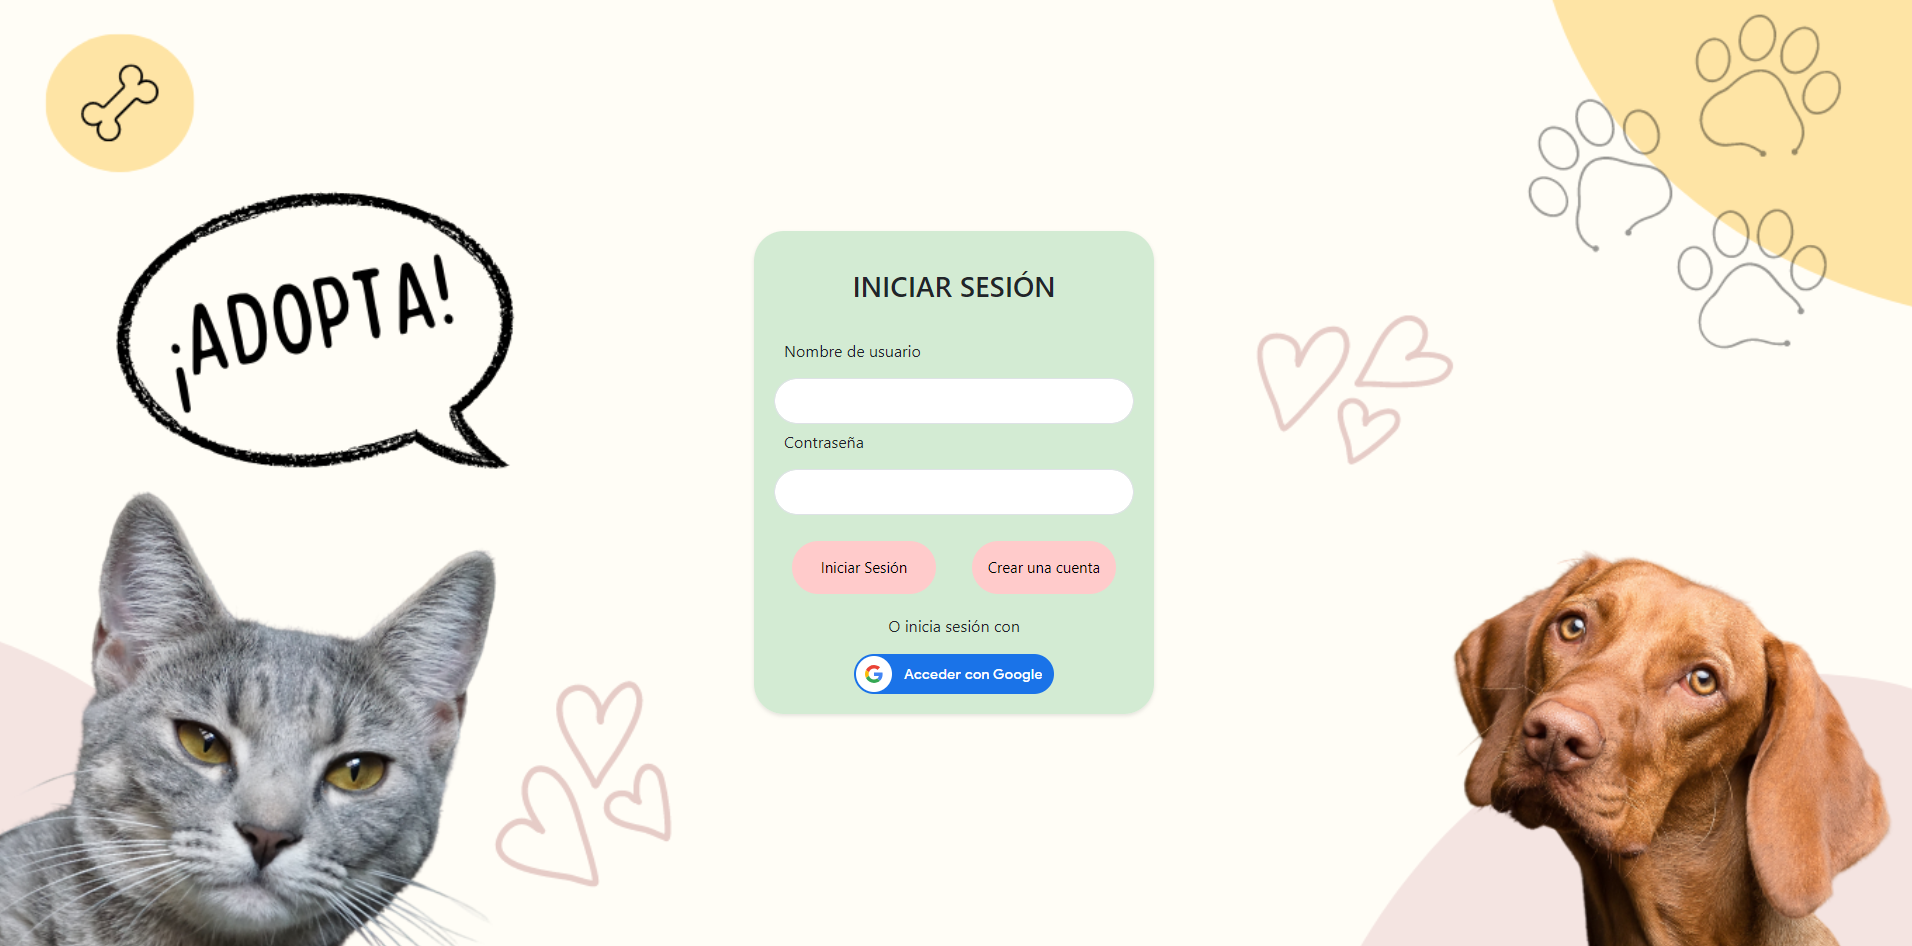 ¡ADOPTA!
INICIAR SESIÓN
Nombre de usuario
Contraseña
Iniciar Sesión
Crear una cuenta
O inicia sesión con
G
Acceder con Google